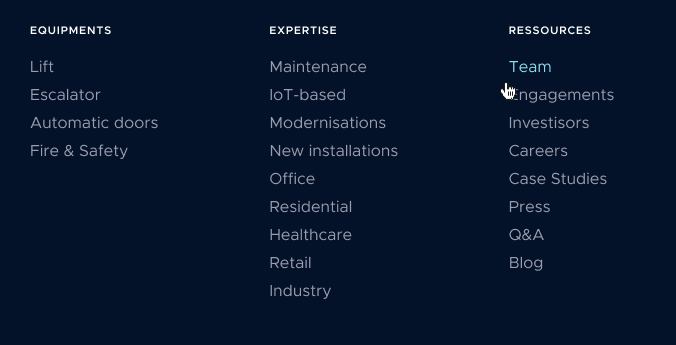 EQUIPMENTS
Lift
Escalator
Automatic doors
Fire & Safety
EXPERTISE
Maintenance
IoT-based
Modernisations
New installations
Office
Residential
Healthcare
Retail
Industry
RESSOURCES
Team
Engagements
Investisors
Careers
Case Studies
Press
Q&A
Blog